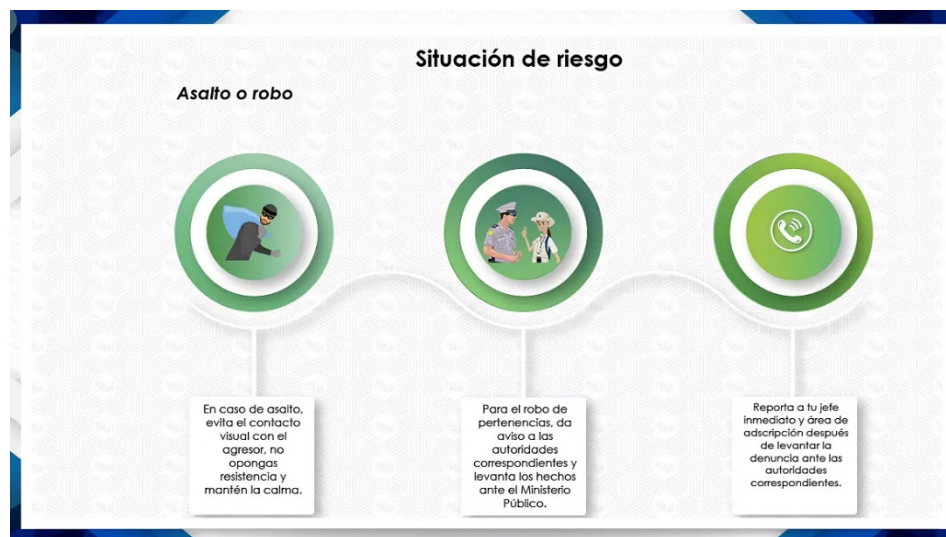 Situación de riesgo
Asalto o robo
En caso de asalto,
evita el contacto
visual con el
agresor, no
opongas
resistencia y
mantén la calma.
Para el robo de
pertenencias, da
aviso a las
autoridades
correspondientes y
levanta los hechos
ante el Ministerio
Público.
Reporta a tu jefe
inmediato y área de
adscripción después
de levantar la
denuncia ante las
autoridades
correspondientes.